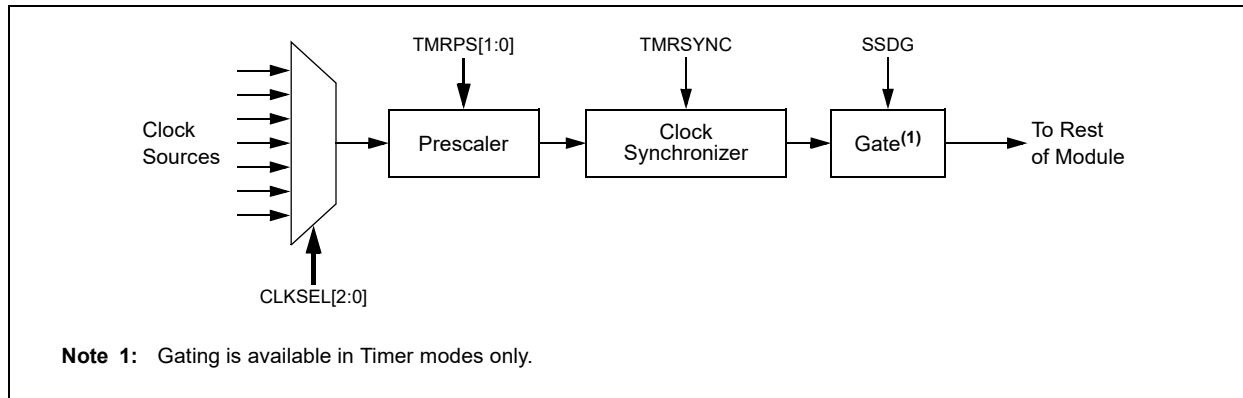 TMRPS[1:0]
TMRSYNC
SSDG
Clock
Sources
Prescaler
Clock
Synchronizer
Gate(1)
To Rest
of Module
CLKSEL[2:0]
Note 1: Gating is available in Timer modes only.